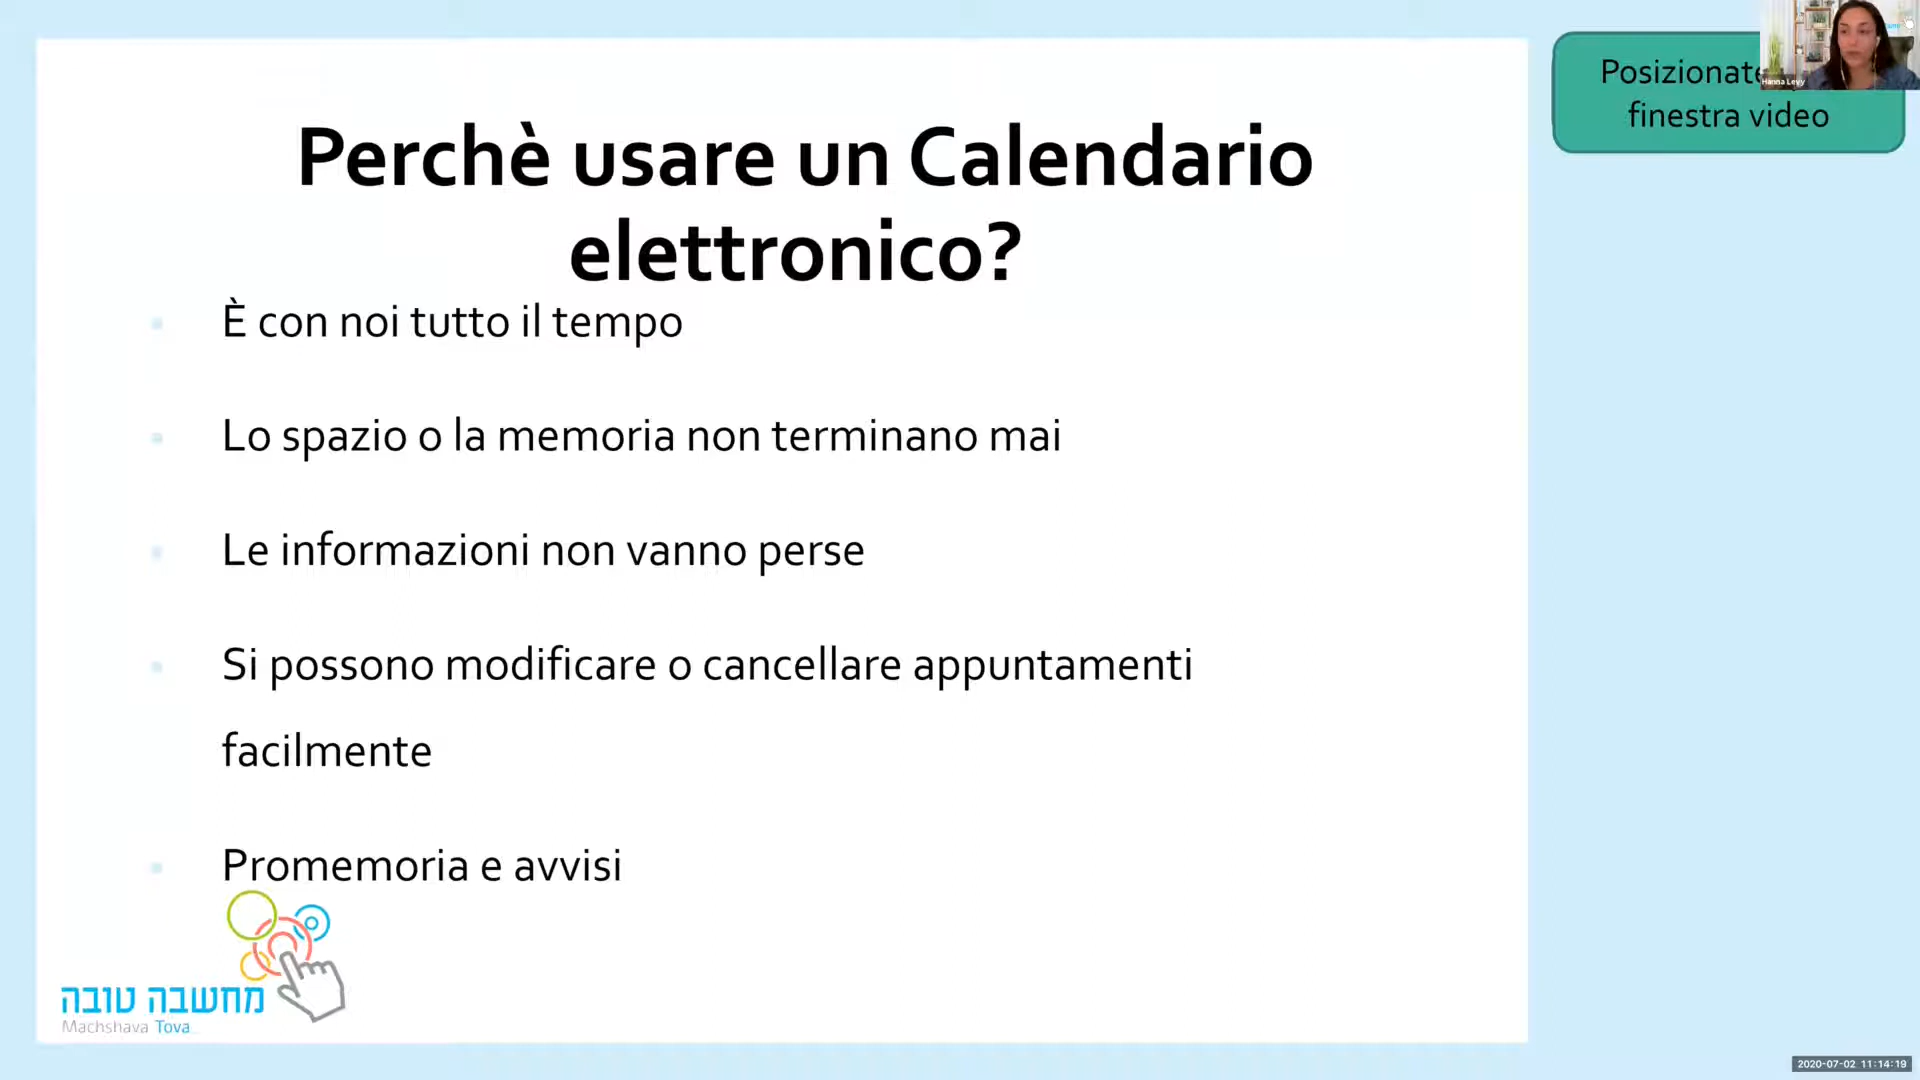 Perchè usare un Calendario
elettronico?
È con noi tutto il tempo
Lo spazio o la memoria non terminano mai
Le informazioni non vanno perse
Si possono modificare o cancellare appuntamenti
facilmente
Promemoria e avvisi
מחשבה טובה
Machshava Tova
Posizionate
finestra video
Hanna Levy
2020-07-02 11:14:19